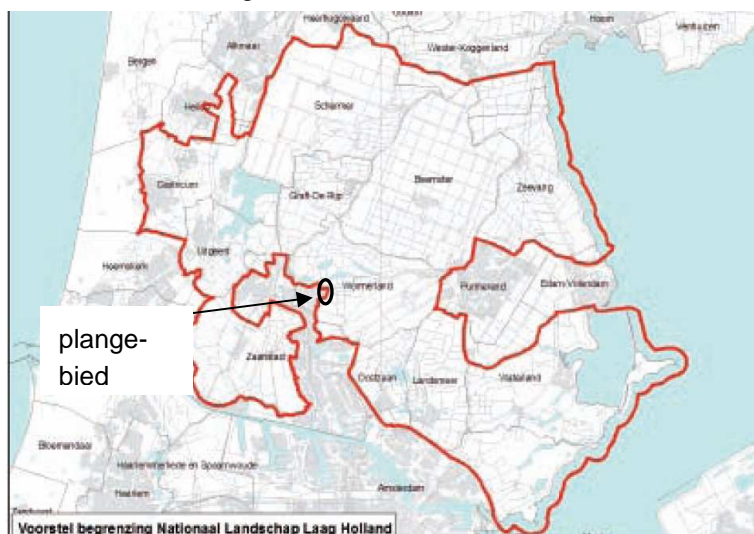 Heerhugowaard
Hoorn
Venhuizen
Alkmaar
Wester-Koggenland
Bergen
Schermer
Castricum
Graft-De Rijp
Beemster
Zeevang
Uitgeest
Heemskerk
Wormerland
Purmerend
Edam-Volendam
plange-
bied
Zaanstad
Oostzaan
Landsmeer
Waterland
Bloemendaal
Haarlemmerliede en Spaarnwoude
Haarlem
Amsterdam
Voorstel begrenzing Nationaal Landschap Laag Holland